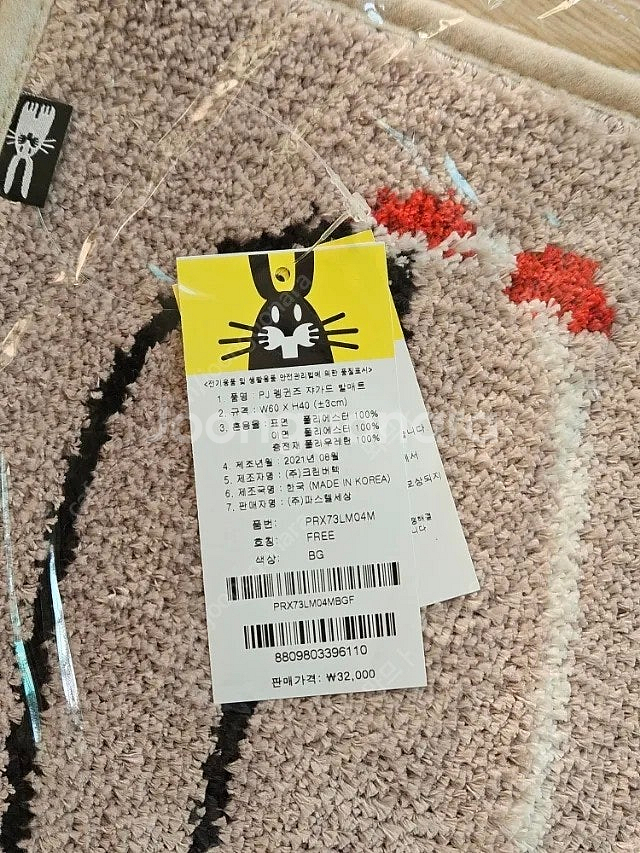 <전기용품 및 생활용품 안전관리법에 의한 품질표시>
1. 품명 : PJ 펭귄즈 쟈가드 발매트
2. 규격 : W60 X H40 (±3cm)
3. 혼용율 : 표면 폴리에스터 100%
이면 폴리에스터 100%
충전재 폴리우레탄 100%
4. 제조년월 : 2021년 08월
5. 제조자명 : (주)크린버텍
6. 제조국명 : 한국 (MADE IN KOREA)
7. 판매자명 : (주)파스텔세상
품번: PRX73LM04M
호칭: FREE
색상: BG
PRX73LM04MBGF
8809803396110
판매가격: ₩32,000